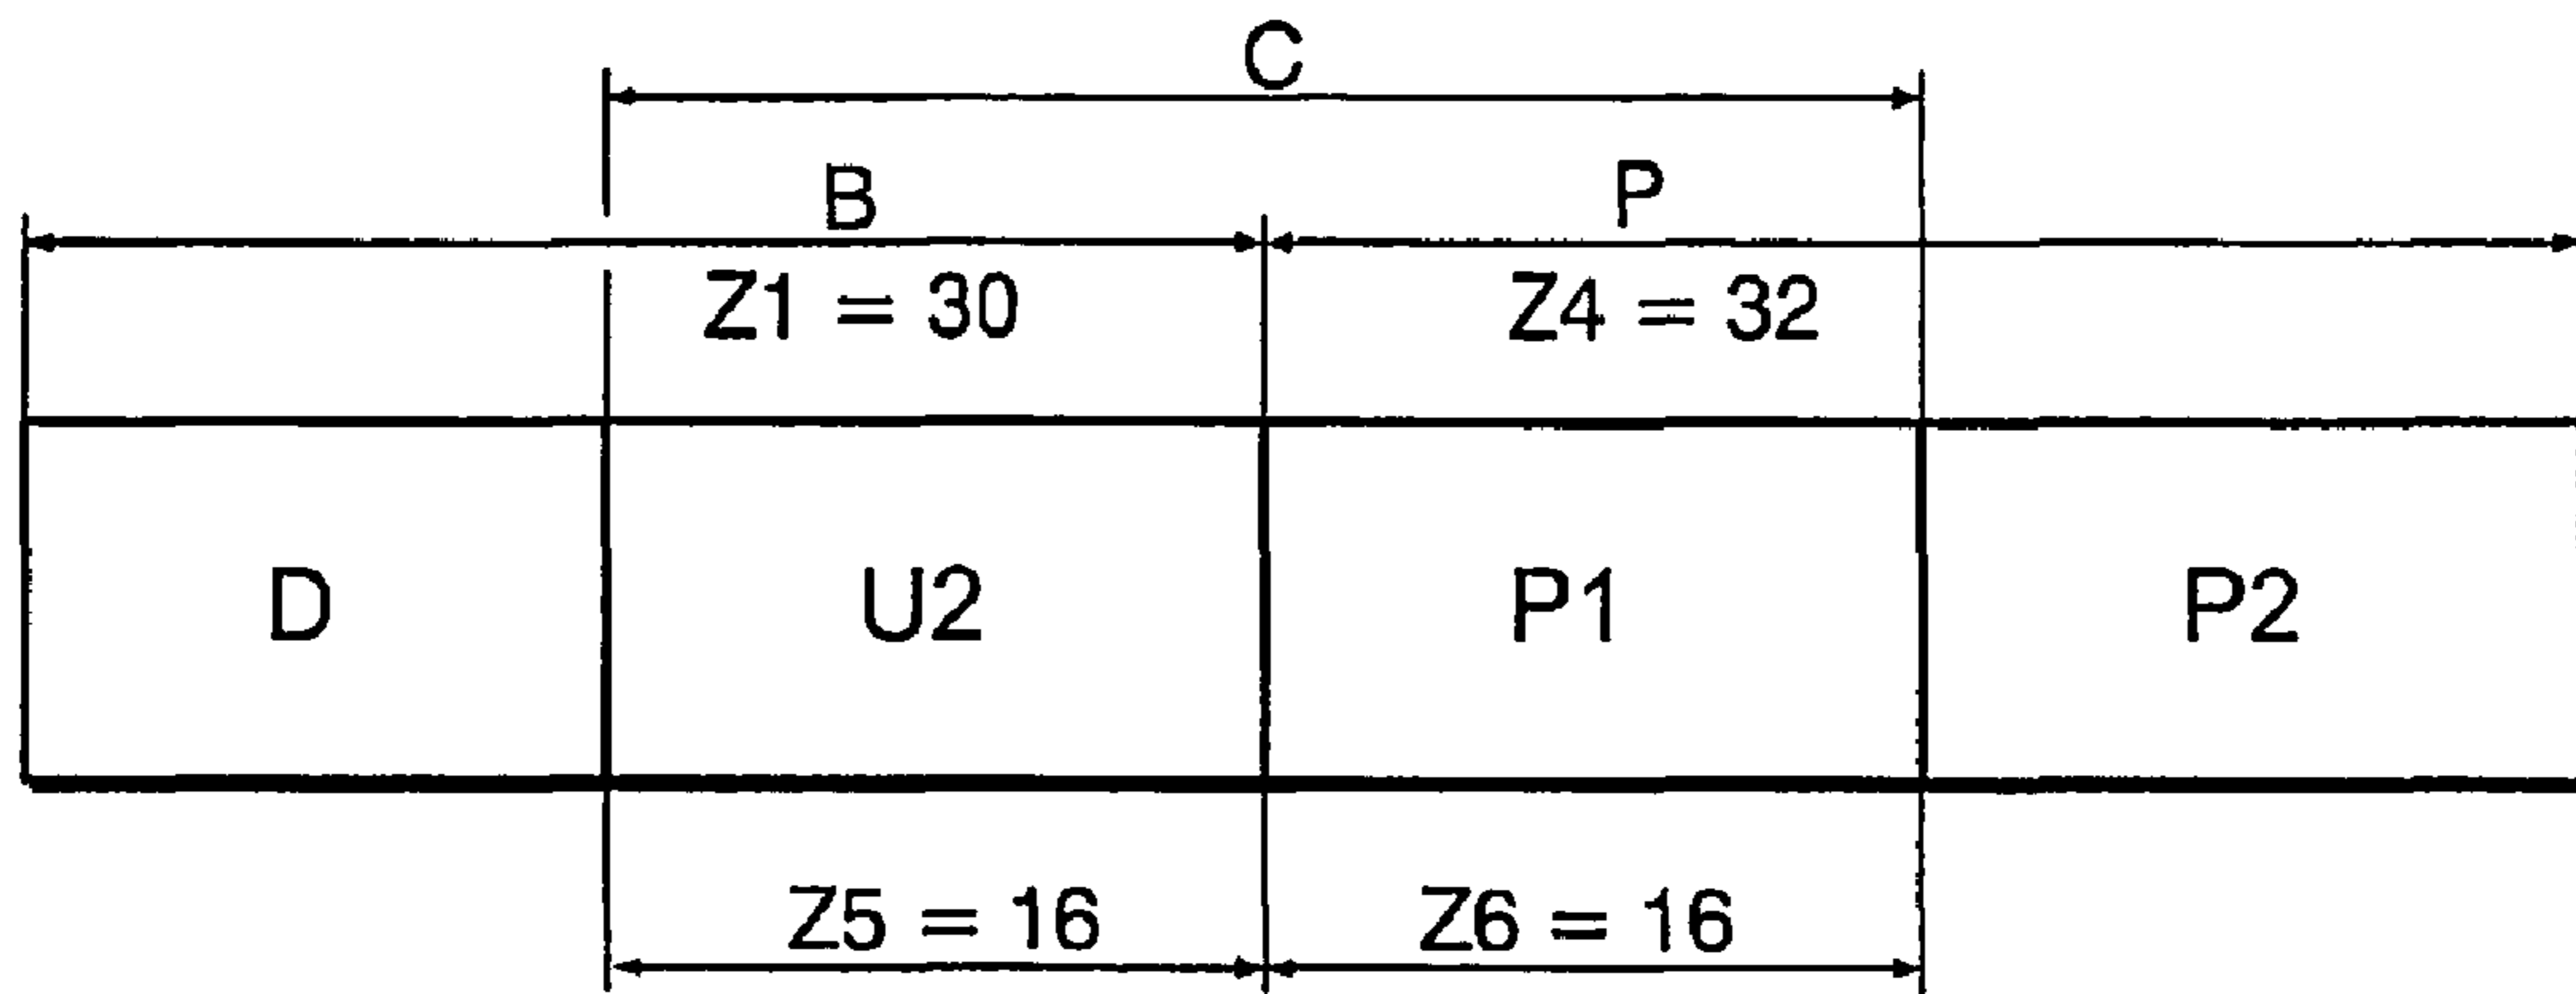 C
B P
Z1 = 30 Z4 = 32
D U2 P1 P2
Z5 = 16 Z6 = 16